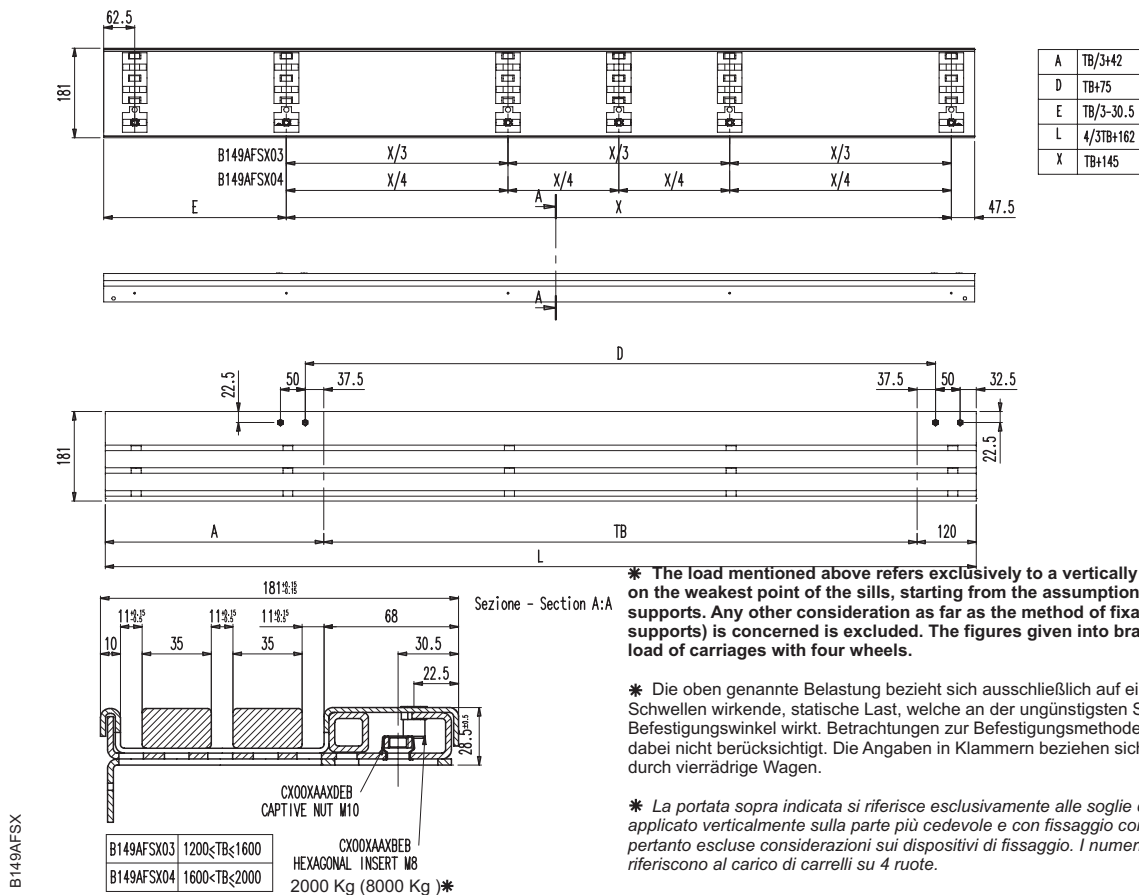 62.5
181
A TB/3+42
D TB+75
E TB/3-30.5
L 4/3TB+162
X TB+145
B149AFSX03 X/3 X/3 X/3
B149AFSX04 X/4 X/4 X/4 X/4
E A X 47.5
A
D
22.5 50 37.5 37.5 50 32.5
181 22.5
A TB 120
L
Sezione - Section A:A
181
11 11 11 68
10 35 35 30.5
22.5
28.5±0.5
CX00XAAXDEB
CAPTIVE NUT M10
CX00XAAXBEB
HEXAGONAL INSERT M8
2000 Kg (8000 Kg )✱
B149AFSX03 1200≤TB≤1600
B149AFSX04 1600<TB≤2000
B149AFSX
✱ The load mentioned above refers exclusively to a vertically
on the weakest point of the sills, starting from the assumption
supports. Any other consideration as far as the method of fixa
supports) is concerned is excluded. The figures given into bra
load of carriages with four wheels.
✱ Die oben genannte Belastung bezieht sich ausschließlich auf ei
Schwellen wirkende, statische Last, welche an der ungünstigsten S
Befestigungswinkel wirkt. Betrachtungen zur Befestigungsmethode
dabei nicht berücksichtigt. Die Angaben in Klammern beziehen sich
durch vierrädrige Wagen.
✱ La portata sopra indicata si riferisce esclusivamente alle soglie
applicato verticalmente sulla parte più cedevole e con fissaggio co
pertanto escluse considerazioni sui dispositivi di fissaggio. I numer
riferiscono al carico di carrelli su 4 ruote.